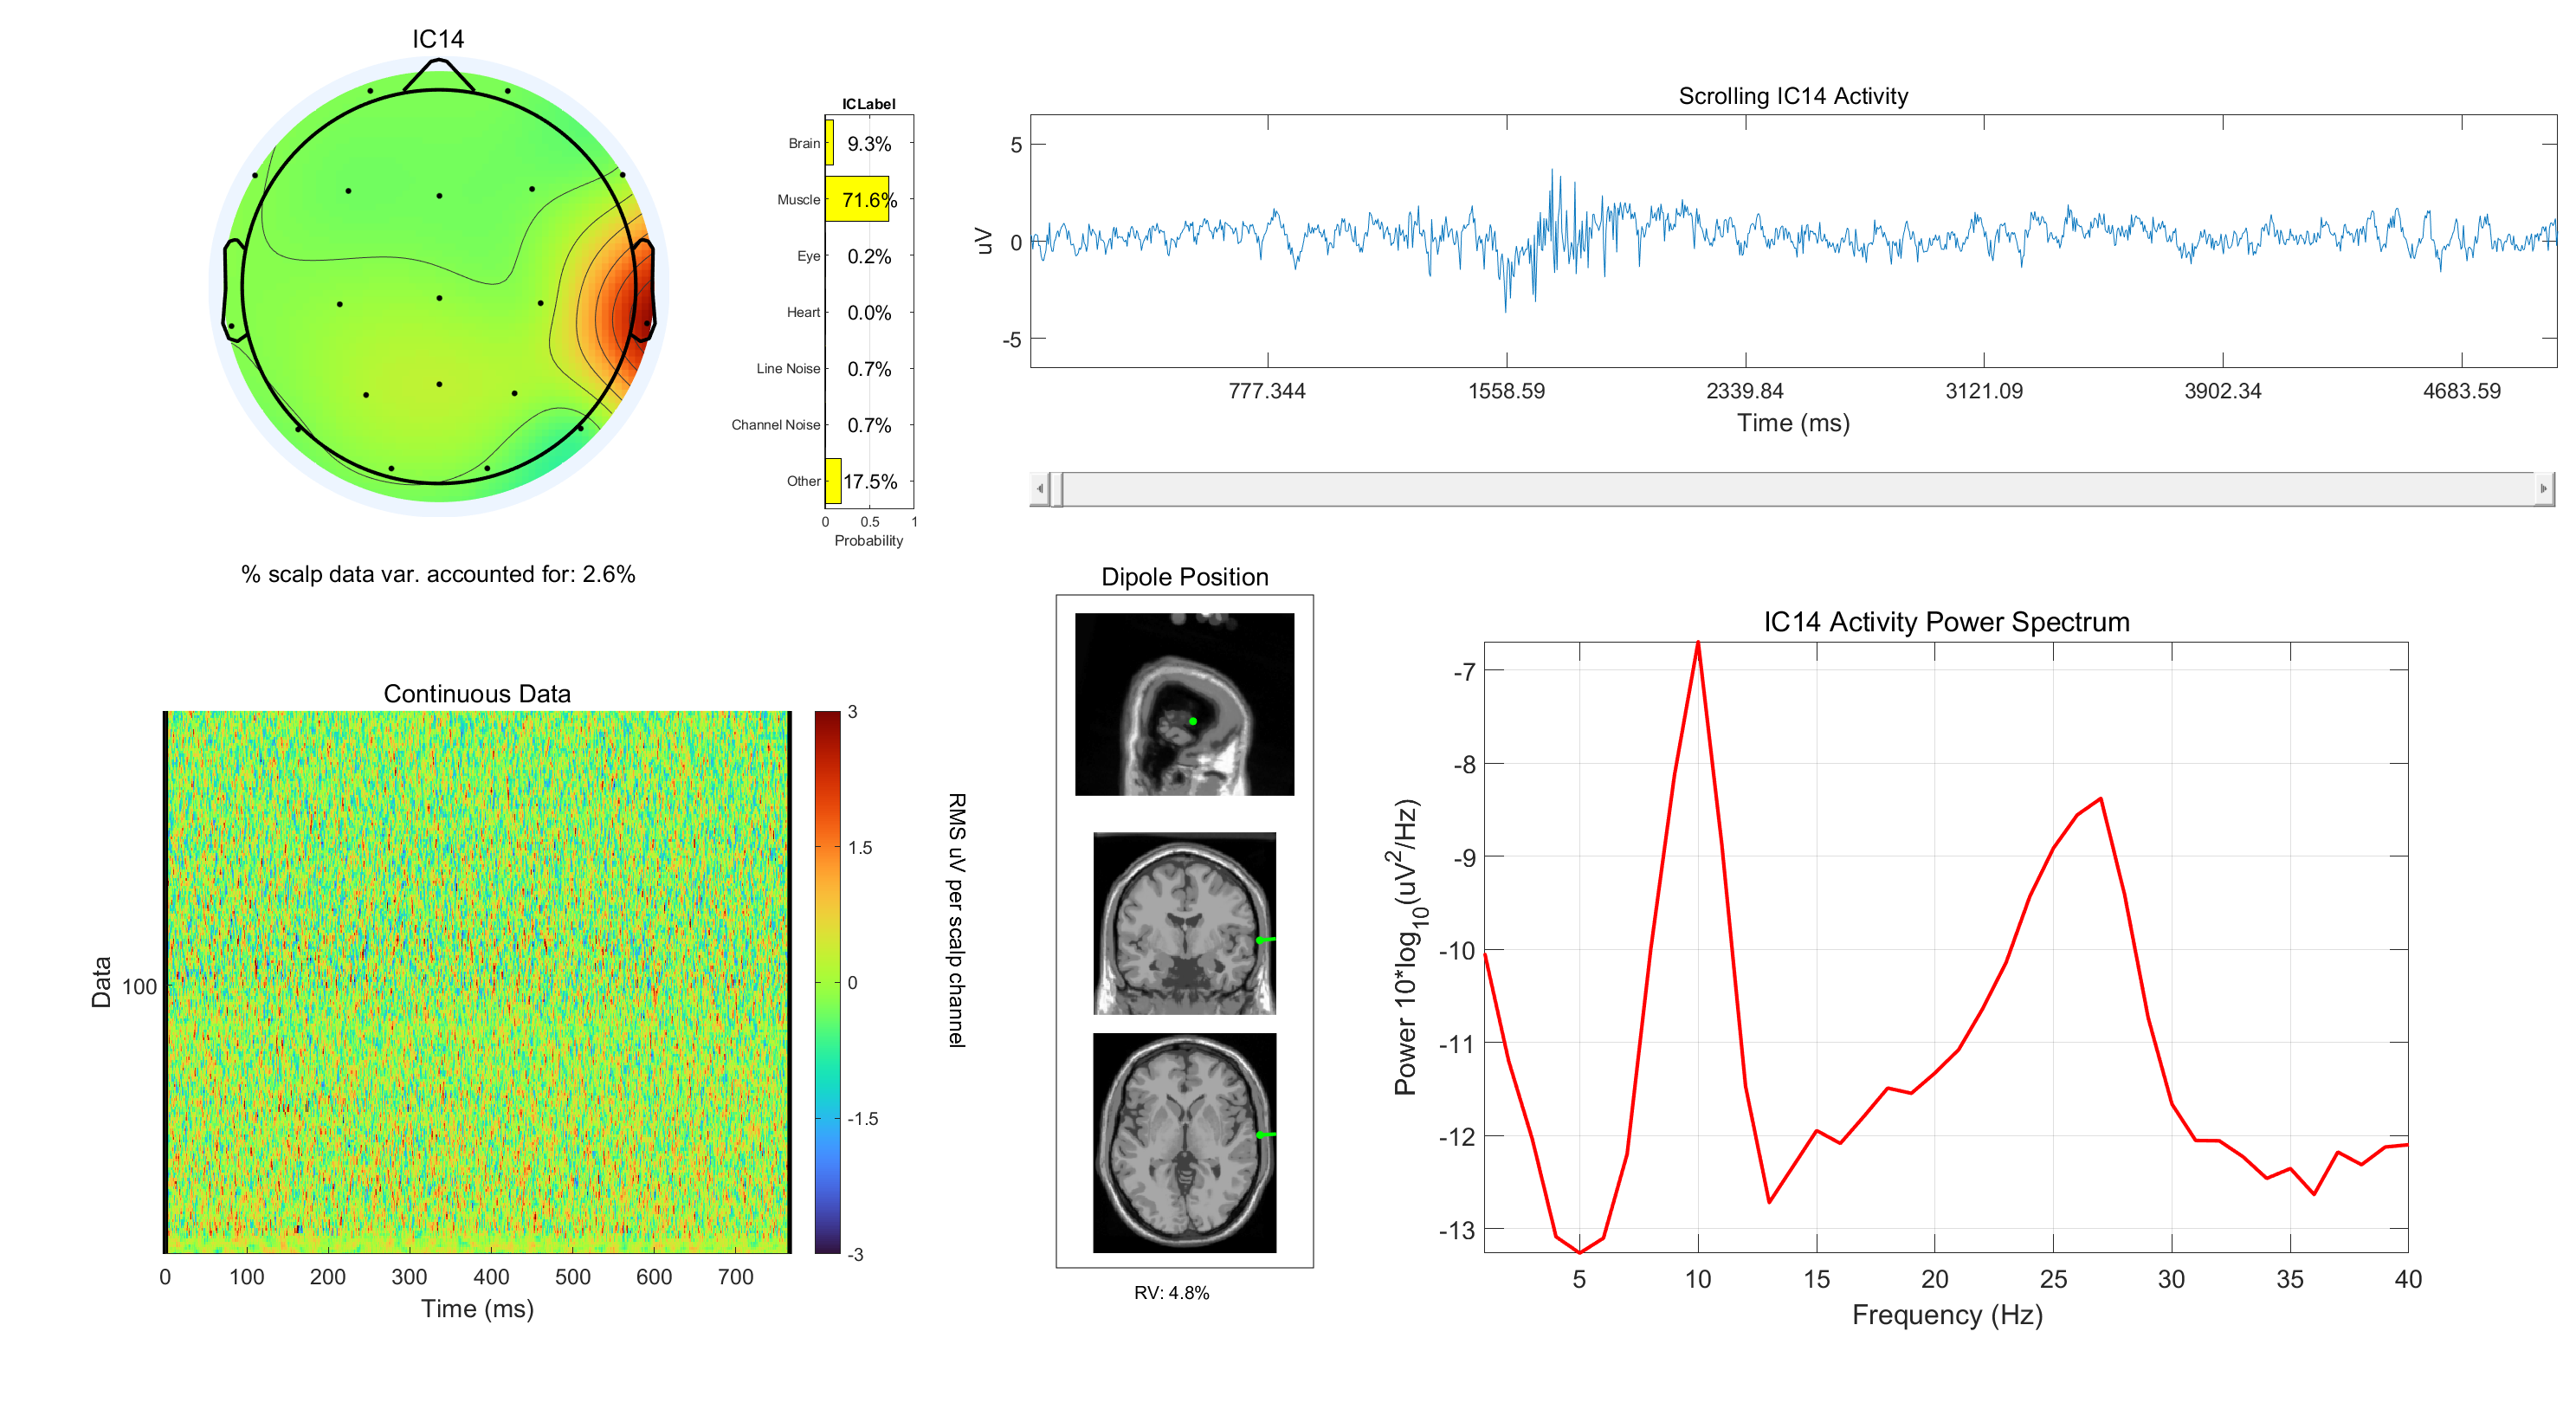 IC14
ICLabel
Brain 9.3%
Muscle 71.6%
Eye 0.2%
Heart 0.0%
Line Noise 0.7%
Channel Noise 0.7%
Other 17.5%
0 0.5 1
Probability
% scalp data var. accounted for: 2.6%
Scrolling IC14 Activity
5
0
-5
uV
777.344 1558.59 2339.84 3121.09 3902.34 4683.59
Time (ms)
Continuous Data
Data
100
0 100 200 300 400 500 600 700
Time (ms)
3
1.5
0
-1.5
-3
RMS uV per scalp channel
Dipole Position
RV: 4.8%
IC14 Activity Power Spectrum
Power 10*log10(uV2/Hz)
-7
-8
-9
-10
-11
-12
-13
5 10 15 20 25 30 35 40
Frequency (Hz)